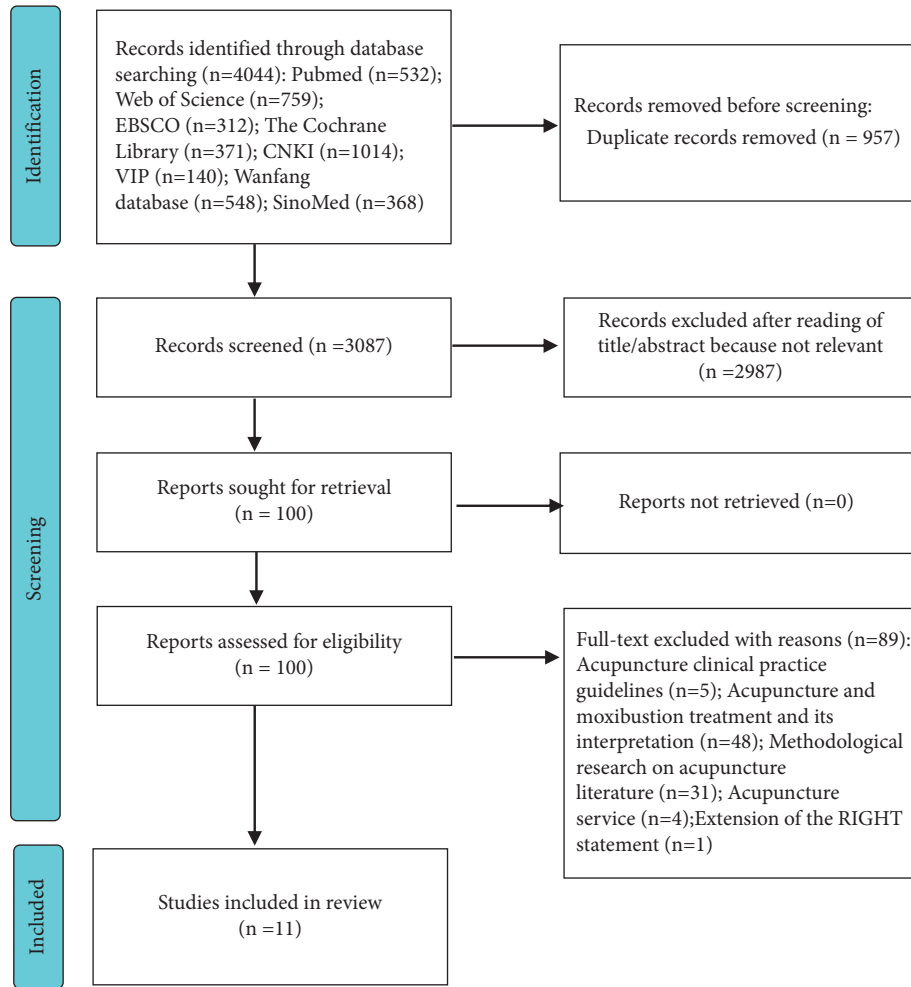 Identification
Records identified through database
searching (n=4044): Pubmed (n=532);
Web of Science (n=759);
EBSCO (n=312); The Cochrane
Library (n=371); CNKI (n=1014);
VIP (n=140); Wanfang
database (n=548); SinoMed (n=368)
Records removed before screening:
Duplicate records removed (n = 957)
Screening
Records screened (n =3087)
Records excluded after reading of
title/abstract because not relevant
(n =2987)
Reports sought for retrieval
(n = 100)
Reports not retrieved (n=0)
Reports assessed for eligibility
(n = 100)
Full-text excluded with reasons (n=89):
Acupuncture clinical practice
guidelines (n=5); Acupuncture and
moxibustion treatment and its
interpretation (n=48); Methodological
research on acupuncture
literature (n=31); Acupuncture
service (n=4);Extension of the RIGHT
statement (n=1)
Included
Studies included in review
(n =11)